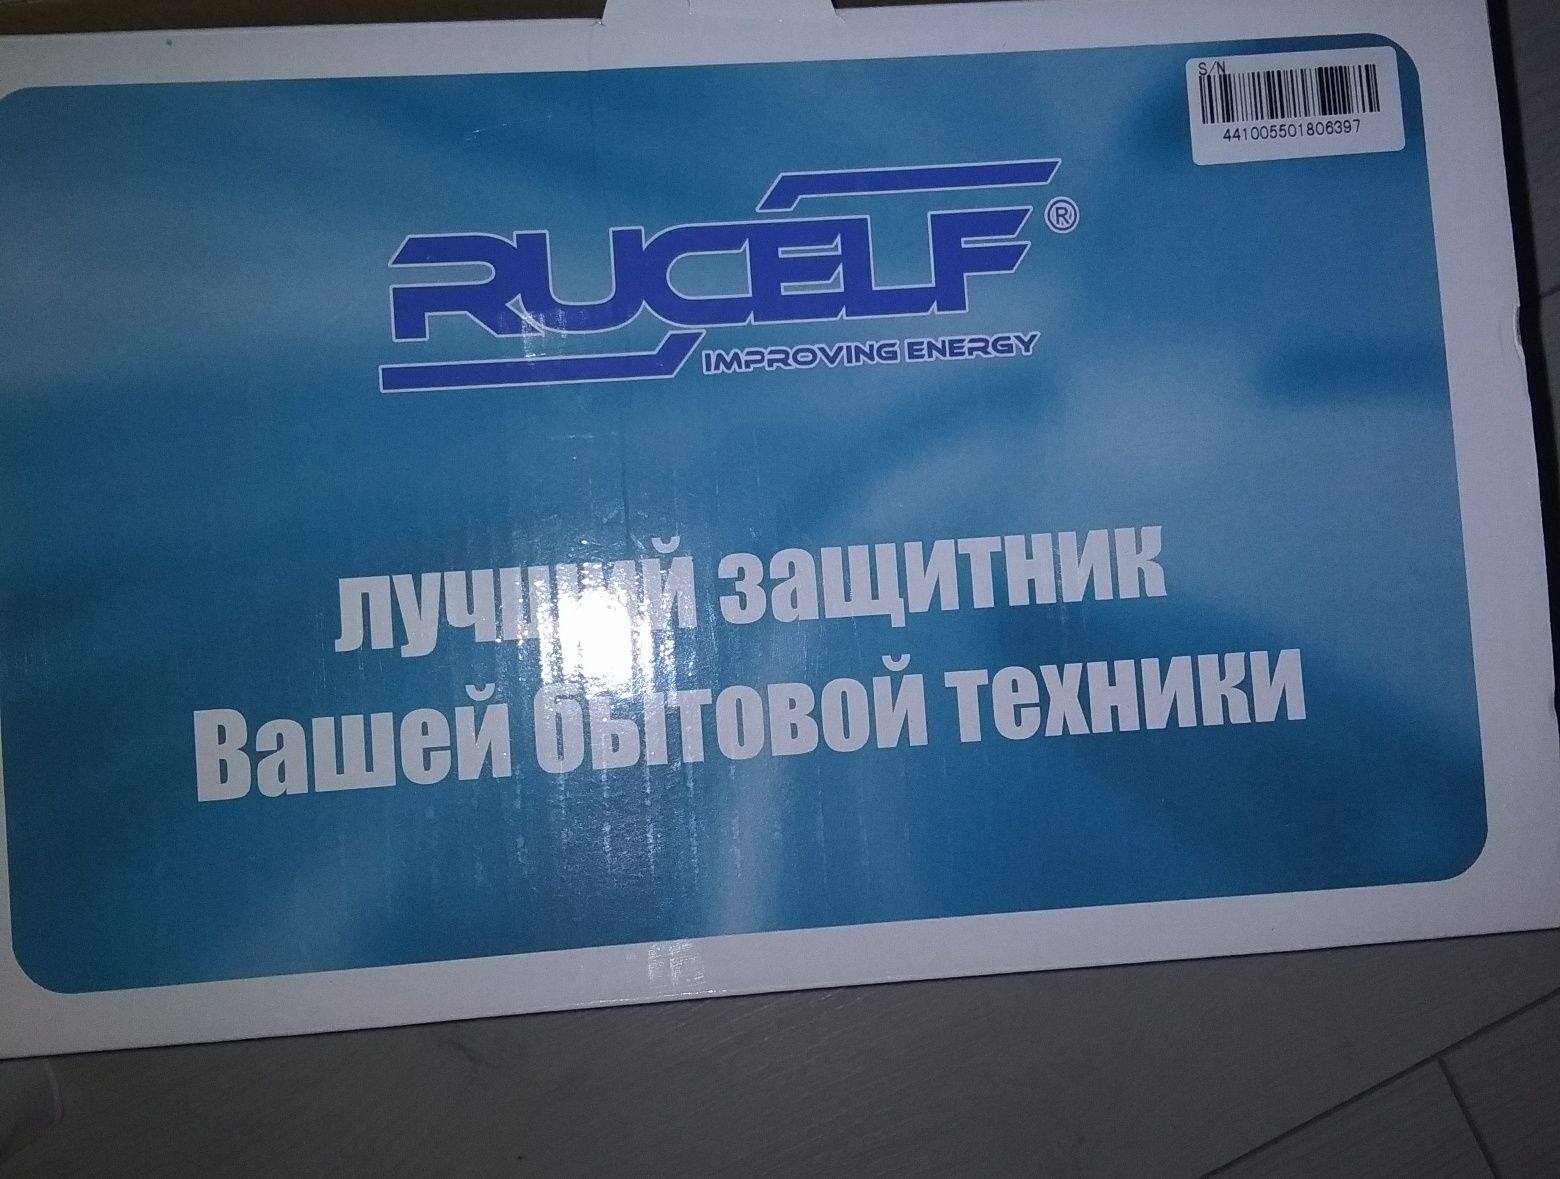 S/N
441005501806397
RUCELF®
IMPROVING ENERGY
лучший защитник
Вашей бытовой техники